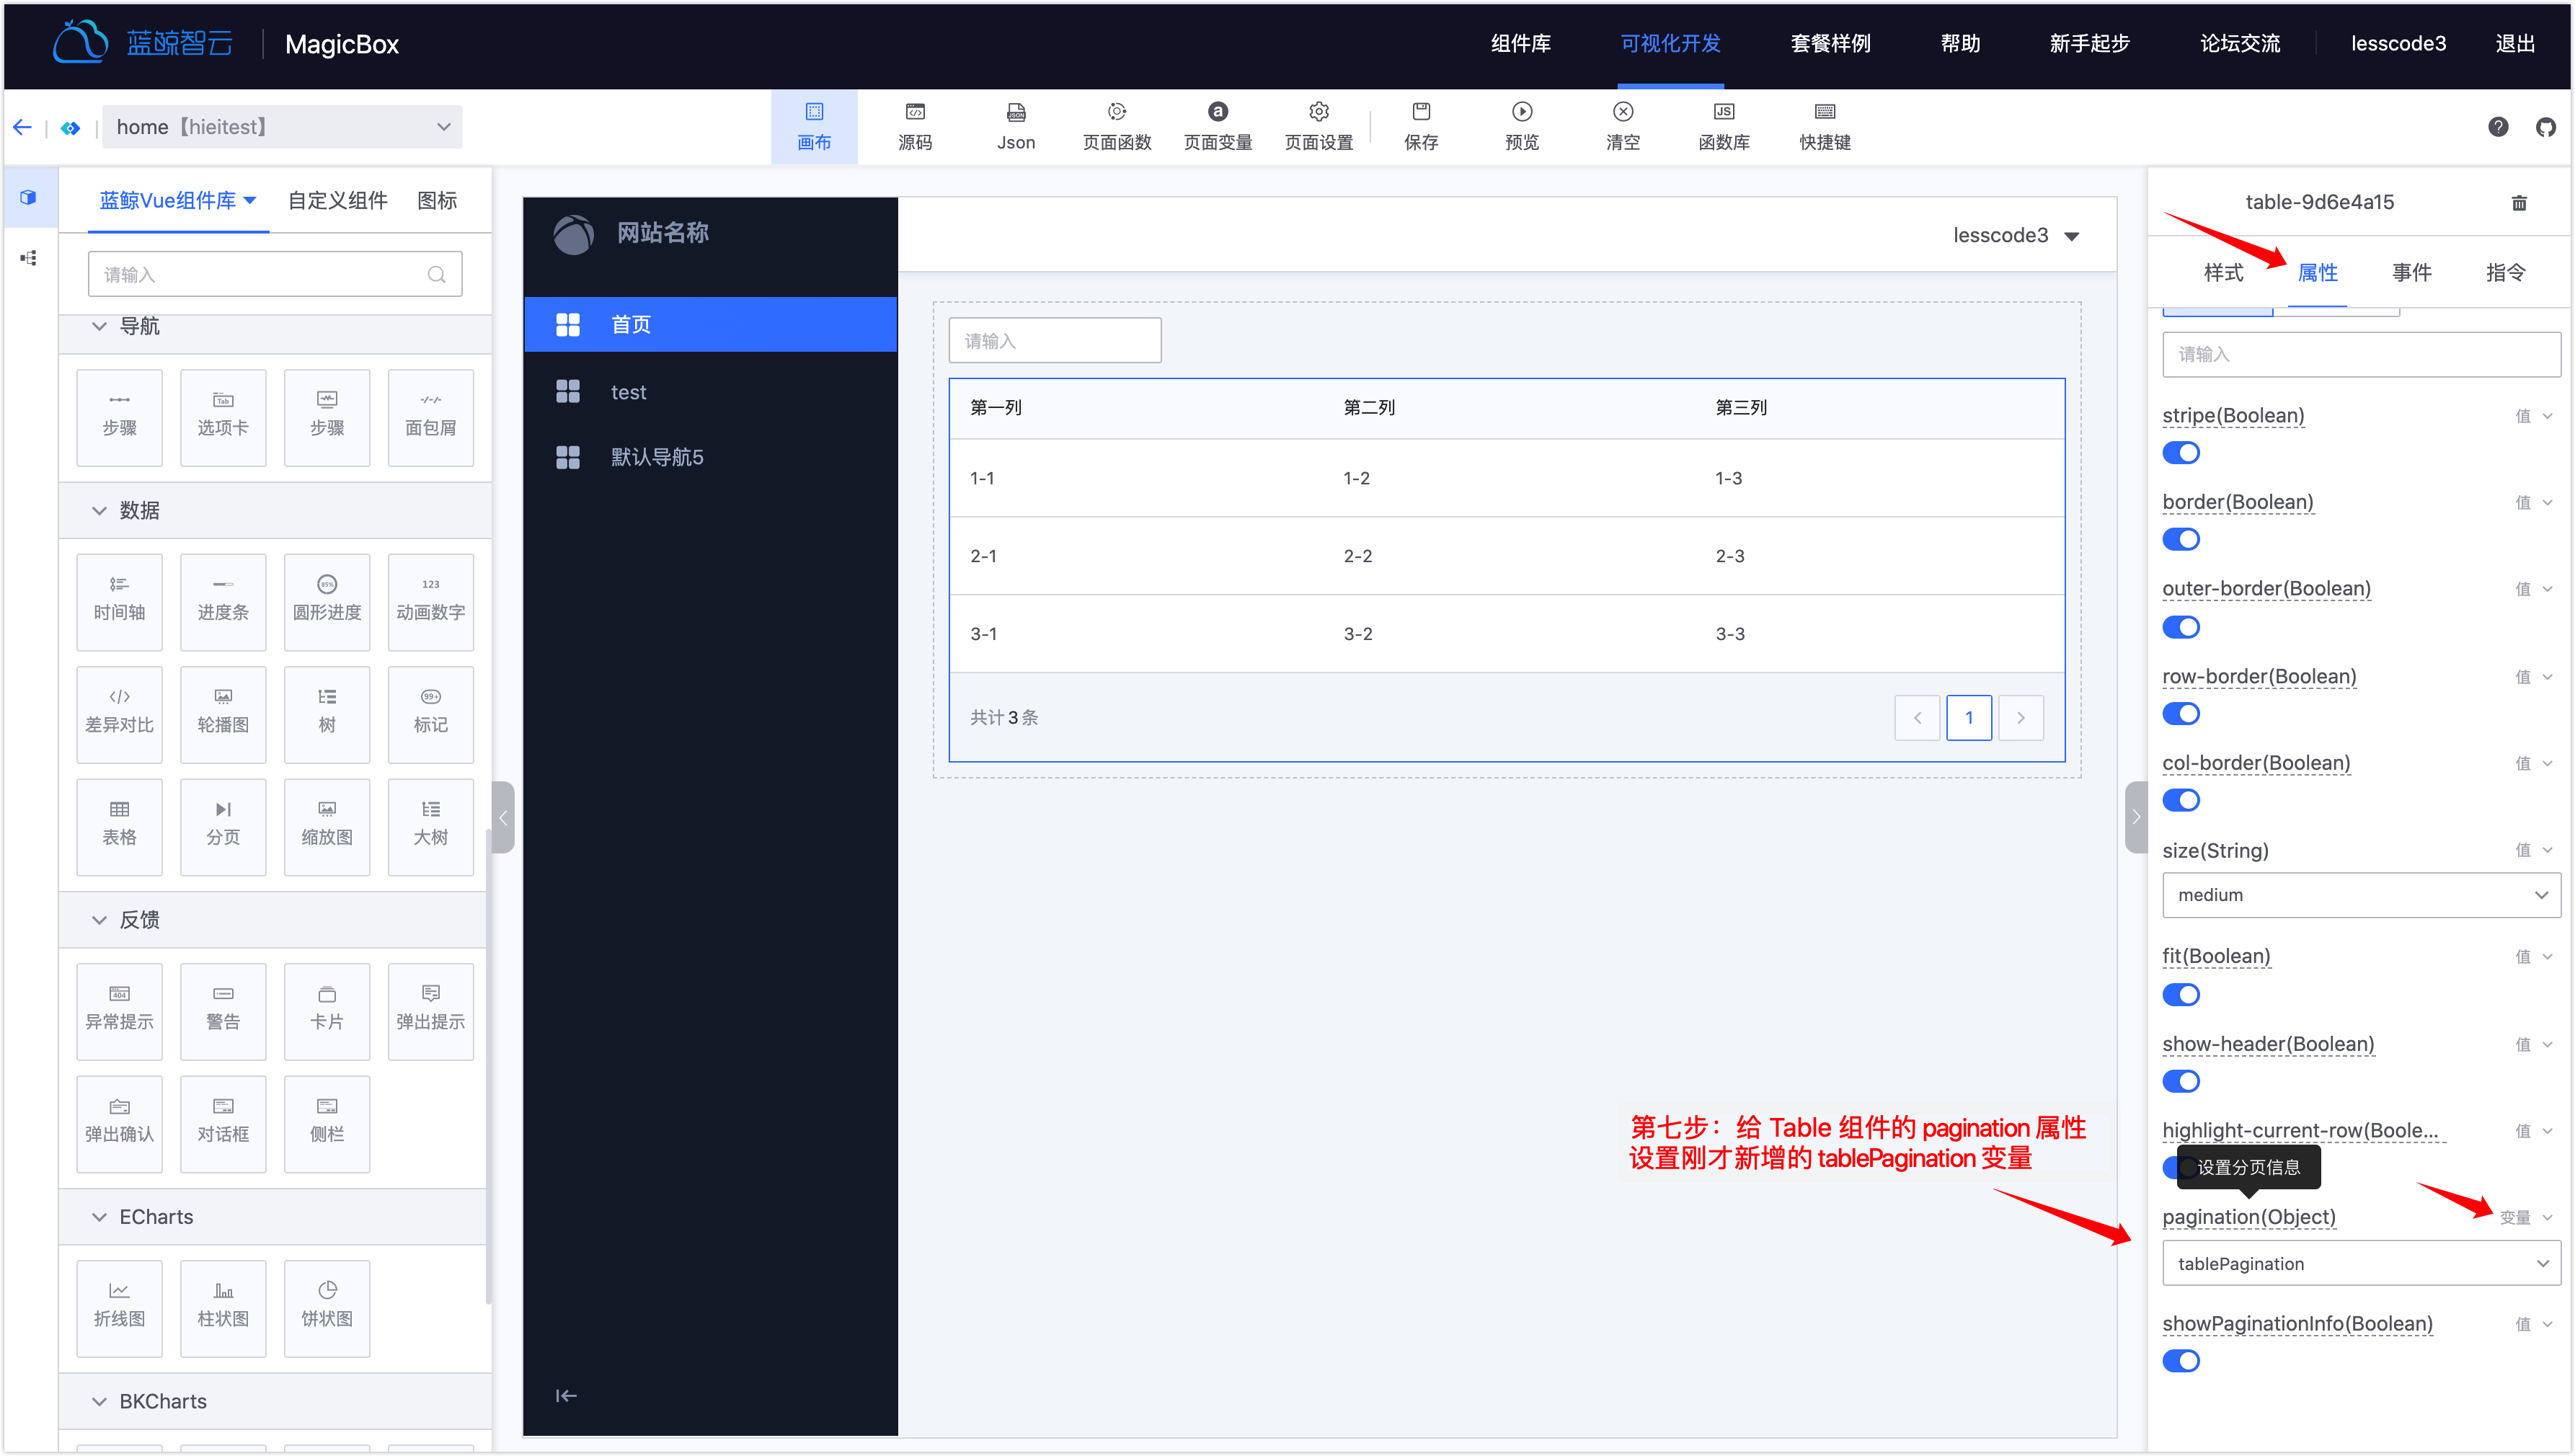 蓝鲸智云
MagicBox
组件库
可视化开发
套餐样例
帮助
新手起步
论坛交流
lesscode3
退出
home【hieitest】
画布
源码
Json
页面函数
页面变量
页面设置
保存
预览
清空
函数库
快捷键
蓝鲸Vue组件库
自定义组件
图标
请输入
导航
步骤
选项卡
步骤
面包屑
数据
时间轴
进度条
圆形进度
动画数字
差异对比
轮播图
树
标记
表格
分页
缩放图
大树
反馈
异常提示
警告
卡片
弹出提示
弹出确认
对话框
侧栏
ECharts
折线图
柱状图
饼状图
BKCharts
网站名称
首页
test
默认导航5
lesscode3
请输入
第一列 第二列 第三列
1-1 1-2 1-3
2-1 2-2 2-3
3-1 3-2 3-3
共计 3 条
1
第七步：给 Table 组件的 pagination 属性
设置刚才新增的 tablePagination 变量
table-9d6e4a15
样式
属性
事件
指令
请输入
stripe(Boolean) 值
border(Boolean) 值
outer-border(Boolean) 值
row-border(Boolean) 值
col-border(Boolean) 值
size(String) 值
medium
fit(Boolean) 值
show-header(Boolean) 值
highlight-current-row(Boole... 值
设置分页信息
pagination(Object) 变量
tablePagination
showPaginationInfo(Boolean) 值